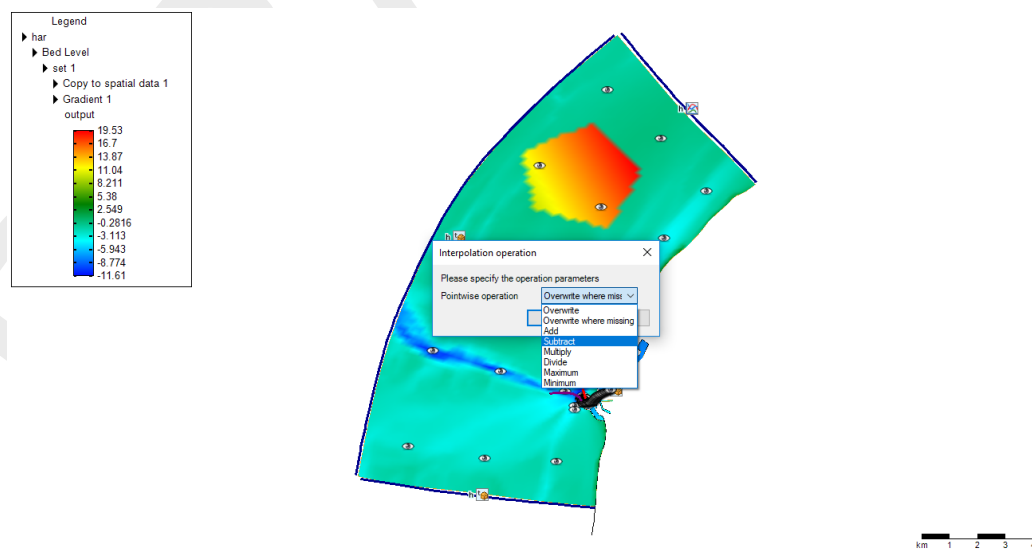 Legend
har
Bed Level
set 1
Copy to spatial data 1
Gradient 1
output
19.53
16.7
13.87
11.04
8.211
5.38
2.549
-0.2816
-3.113
-5.943
-8.774
-11.61
h
h
Interpolation operation
Please specify the operation parameters
Pointwise operation
Overwrite where miss
Overwrite
Overwrite where missing
Add
Subtract
Multiply
Divide
Maximum
Minimum
h
km 1 2 3